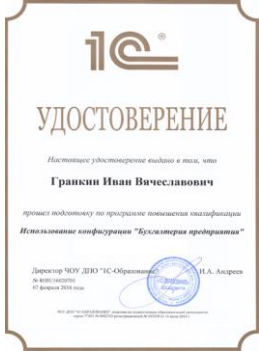 1С®
УДОСТОВЕРЕНИЕ
Настоящее удостоверение выдано в том, что
Гранкин Иван Вячеславович
прошел подготовку по программе повышения квалификации
Использование конфигурации "Бухгалтерия предприятия"
Директор ЧОУ ДПО "1С-Образование" И.А. Андреев
07 февраля 2016 года